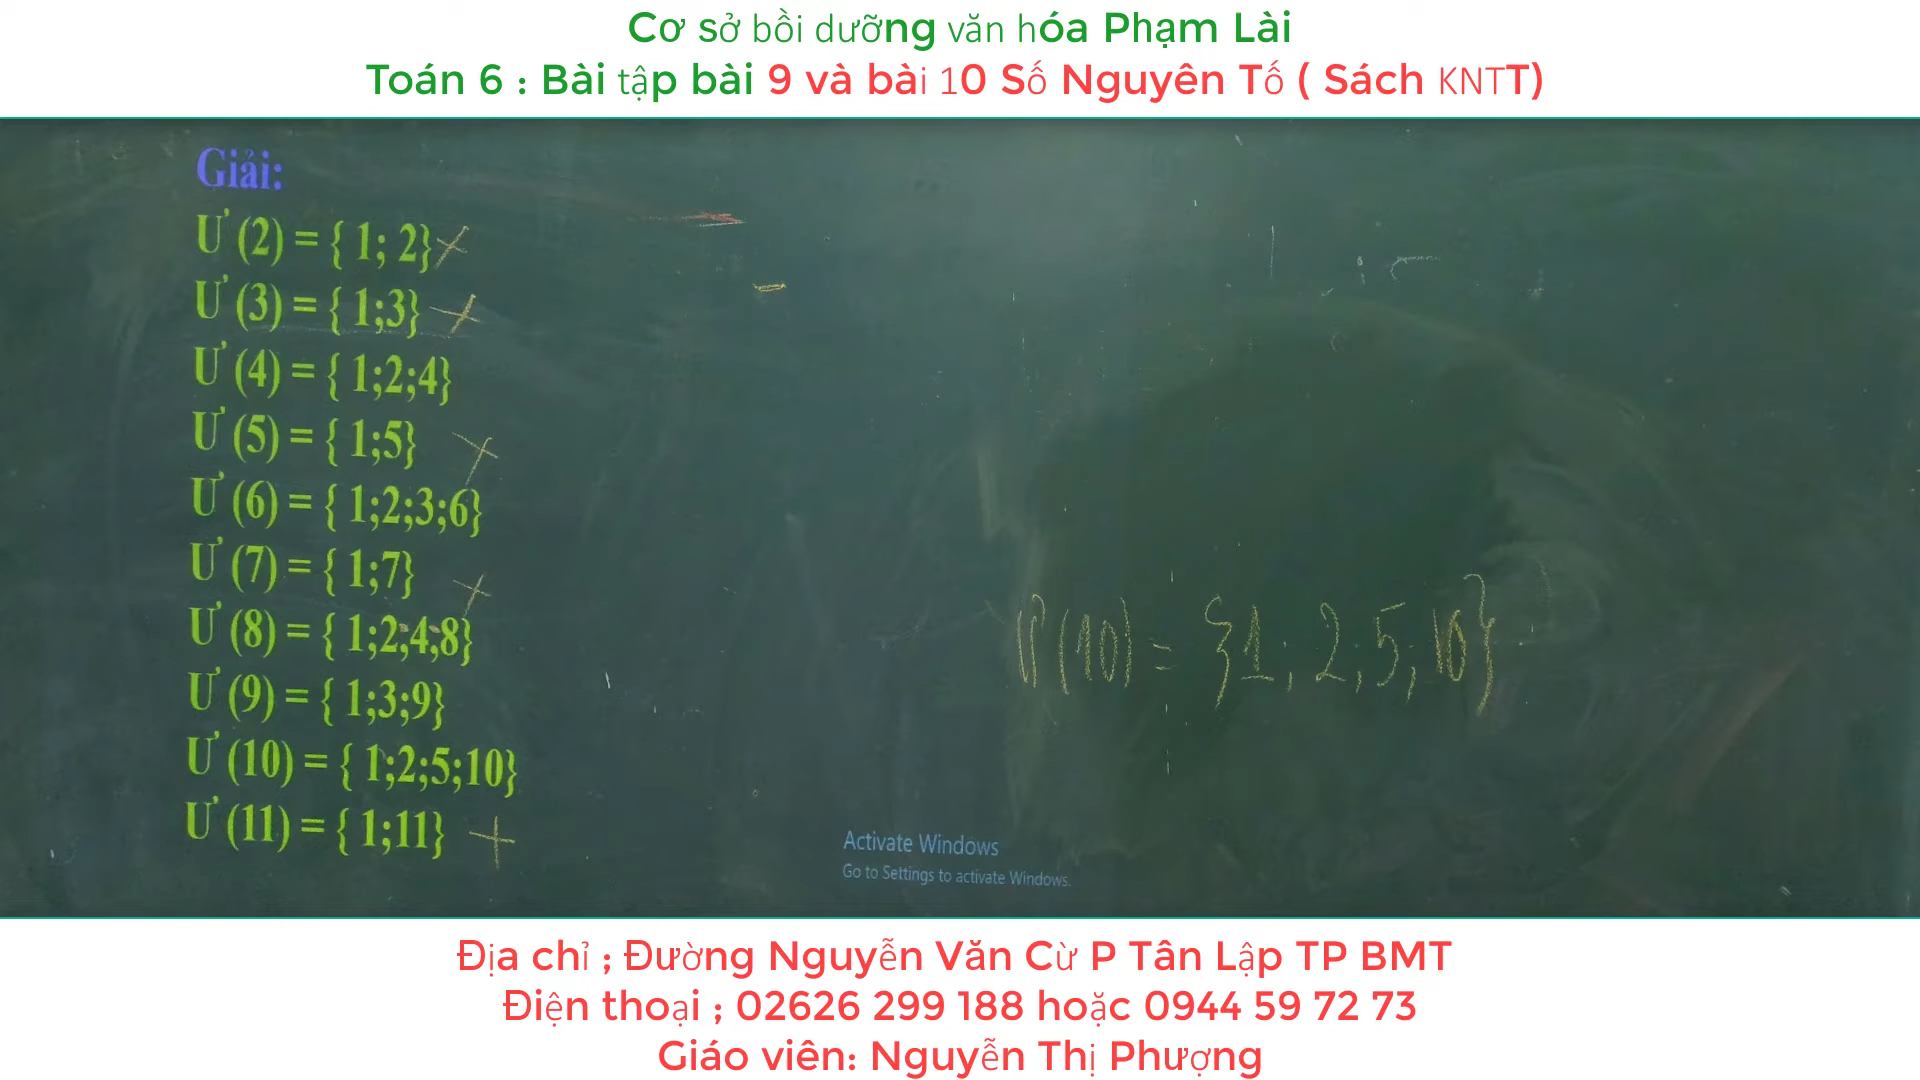 Cơ sở bồi dưỡng văn hóa Phạm Lài
Toán 6 : Bài tập bài 9 và bài 10 Số Nguyên Tố ( Sách KNTT)
Giải:
Ư (2) = { 1; 2}
Ư (3) = { 1;3}
Ư (4) = { 1;2;4}
Ư (5) = { 1;5}
Ư (6) = { 1;2;3;6}
Ư (7) = { 1;7}
Ư (8) = { 1;2;4;8}
Ư (9) = { 1;3;9}
Ư (10) = { 1;2;5;10}
Ư (11) = { 1;11}
Ư(10) = {1; 2; 5; 10}
Activate Windows
Go to Settings to activate Windows.
Địa chỉ ; Đường Nguyễn Văn Cừ P Tân Lập TP BMT
Điện thoại ; 02626 299 188 hoặc 0944 59 72 73
Giáo viên: Nguyễn Thị Phượng